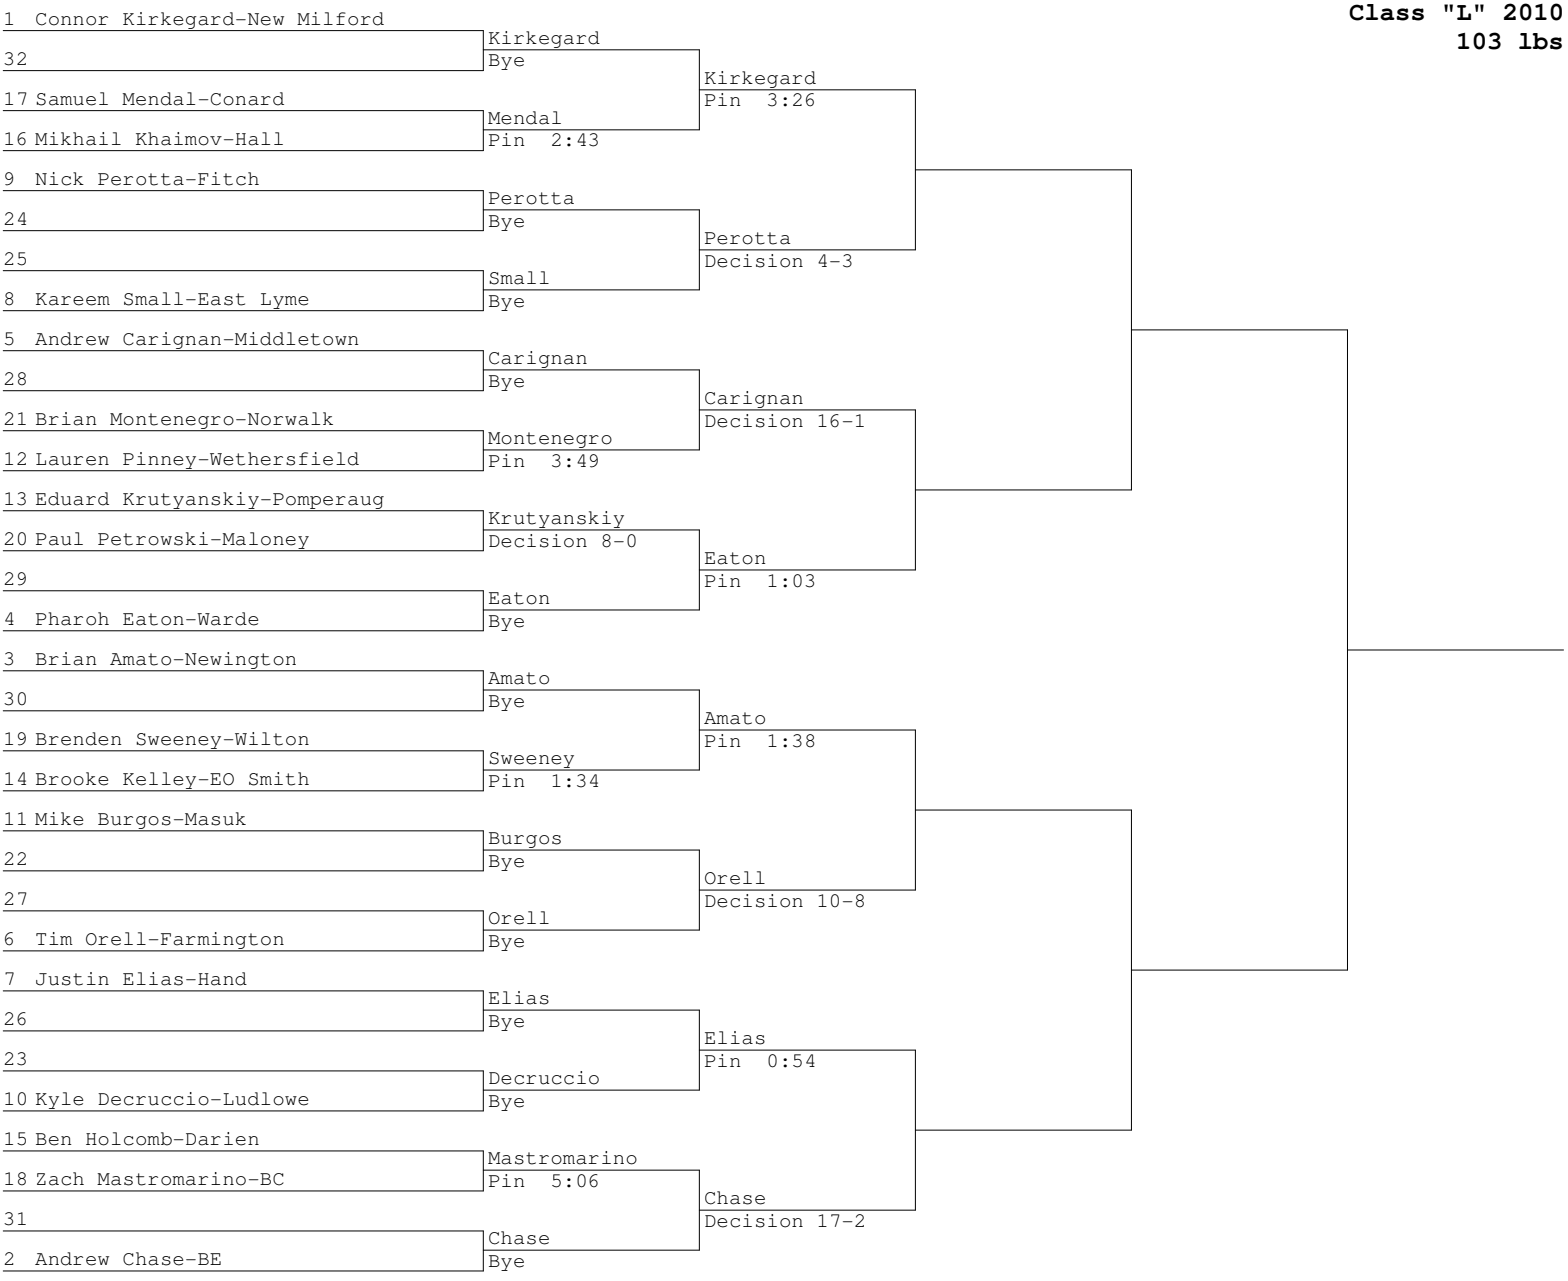 Class "L" 2010
103 lbs
1 Connor Kirkegard-New Milford
Kirkegard
32
Bye
Kirkegard
17 Samuel Mendal-Conard
Pin 3:26
Mendal
16 Mikhail Khaimov-Hall
Pin 2:43
9 Nick Perotta-Fitch
Perotta
24
Bye
Perotta
25
Decision 4-3
Small
8 Kareem Small-East Lyme
Bye
5 Andrew Carignan-Middletown
Carignan
28
Bye
Carignan
21 Brian Montenegro-Norwalk
Decision 16-1
Montenegro
12 Lauren Pinney-Wethersfield
Pin 3:49
13 Eduard Krutyanskiy-Pomperaug
Krutyanskiy
20 Paul Petrowski-Maloney
Decision 8-0
Eaton
29
Pin 1:03
Eaton
4 Pharoh Eaton-Warde
Bye
3 Brian Amato-Newington
Amato
30
Bye
Amato
19 Brenden Sweeney-Wilton
Pin 1:38
Sweeney
14 Brooke Kelley-EO Smith
Pin 1:34
11 Mike Burgos-Masuk
Burgos
22
Bye
Orell
27
Decision 10-8
Orell
6 Tim Orell-Farmington
Bye
7 Justin Elias-Hand
Elias
26
Bye
Elias
23
Pin 0:54
Decruccio
10 Kyle Decruccio-Ludlowe
Bye
15 Ben Holcomb-Darien
Mastromarino
18 Zach Mastromarino-BC
Pin 5:06
Chase
31
Decision 17-2
Chase
2 Andrew Chase-BE
Bye